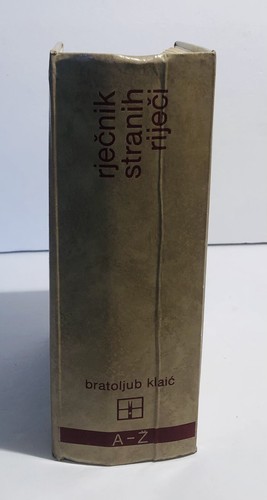 rječnik
stranih
riječi
bratoljub klaić
A-Ž